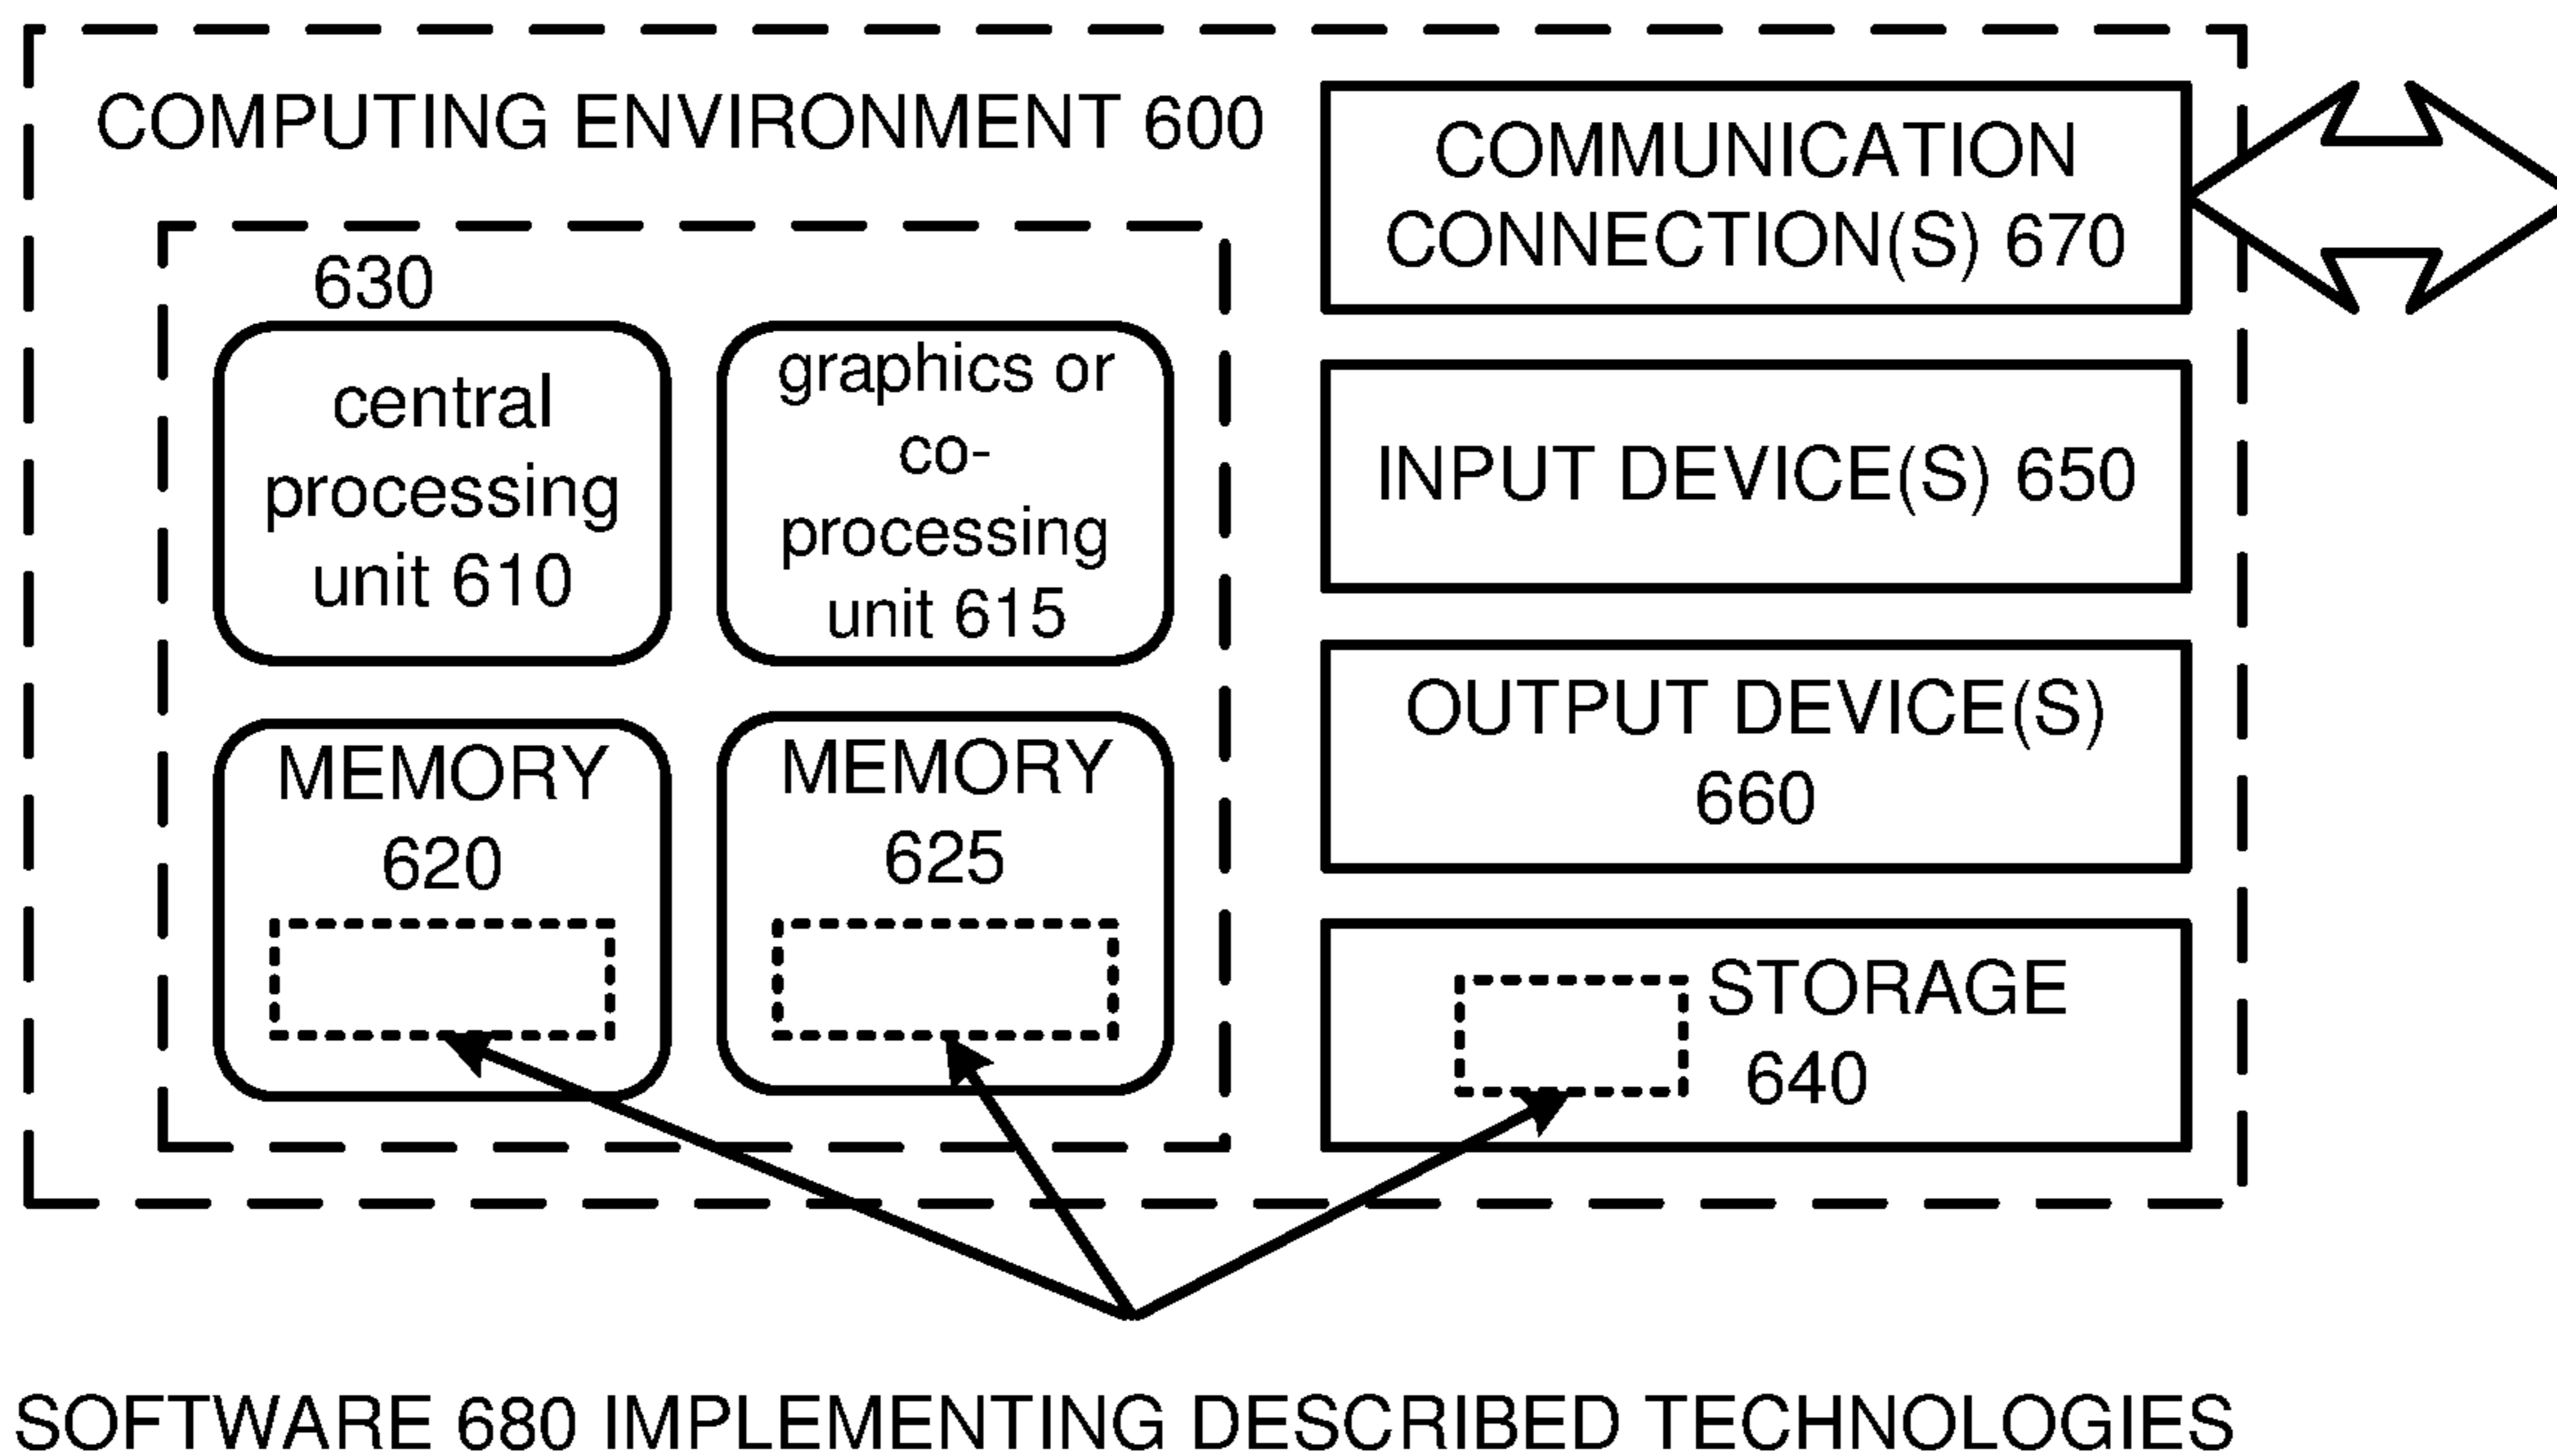 COMPUTING ENVIRONMENT 600
630
central
processing
unit 610
graphics or
co-
processing
unit 615
MEMORY
620
MEMORY
625
COMMUNICATION
CONNECTION(S) 670
INPUT DEVICE(S) 650
OUTPUT DEVICE(S)
660
STORAGE
640
SOFTWARE 680 IMPLEMENTING DESCRIBED TECHNOLOGIES